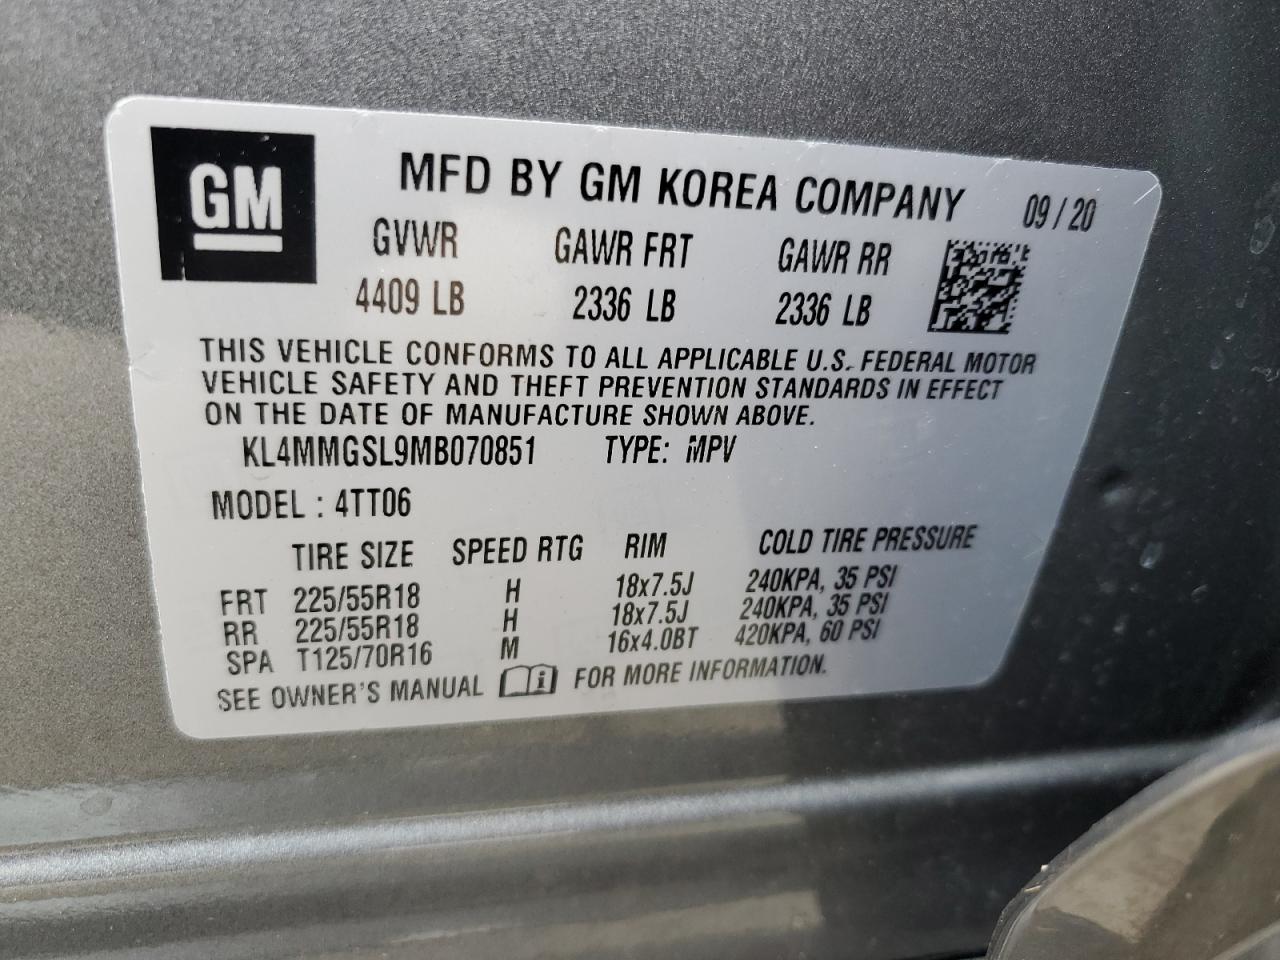 GM
MFD BY GM KOREA COMPANY 09/20
GVWR GAWR FRT GAWR RR
4409 LB 2336 LB 2336 LB
THIS VEHICLE CONFORMS TO ALL APPLICABLE U.S. FEDERAL MOTOR
VEHICLE SAFETY AND THEFT PREVENTION STANDARDS IN EFFECT
ON THE DATE OF MANUFACTURE SHOWN ABOVE.
KL4MMGSL9MB070851 TYPE: MPV
MODEL : 4TT06
TIRE SIZE SPEED RTG RIM COLD TIRE PRESSURE
FRT 225/55R18 H 18x7.5J 240KPA, 35 PSI
RR 225/55R18 H 18x7.5J 240KPA, 35 PSI
SPA T125/70R16 M 16x4.0BT 420KPA, 60 PSI
SEE OWNER'S MANUAL i FOR MORE INFORMATION.